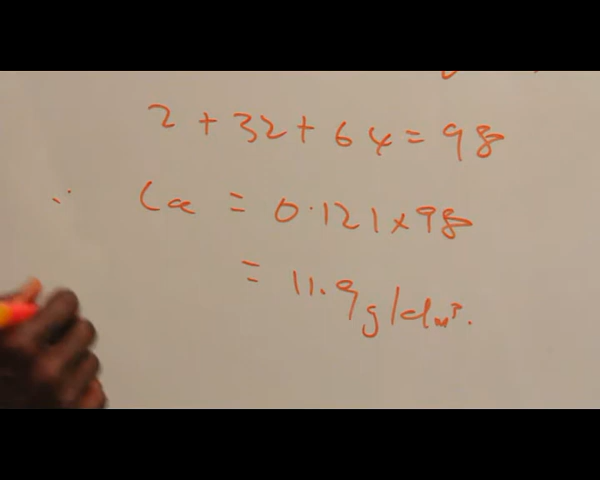 2 + 32 + 64 = 98
∴ Ca = 0.121 x 98
= 11.9 g/dm³.